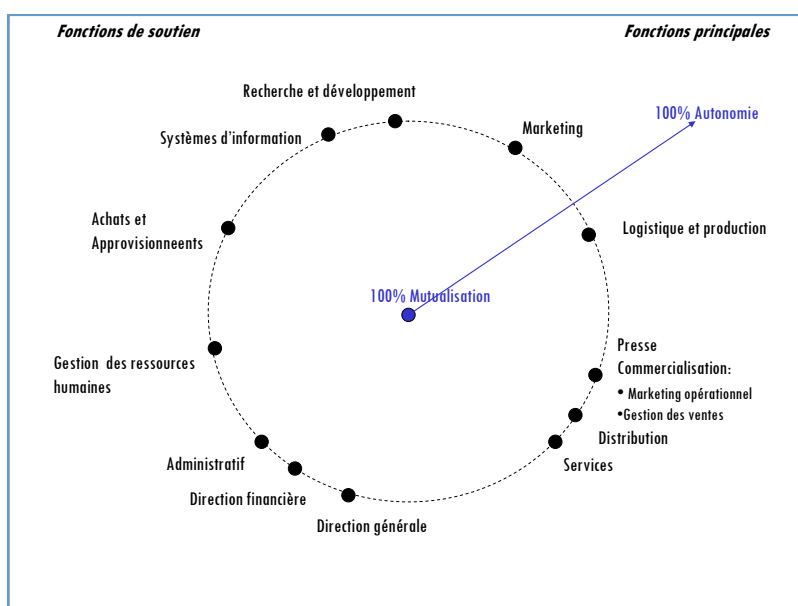 Fonctions de soutien
Fonctions principales
Recherche et développement
100% Autonomie
Marketing
Systèmes d'information
Achats et
Approvisionneents
Logistique et production
100% Mutualisation
Presse
Commercialisation:
• Marketing opérationnel
•Gestion des ventes
Gestion des ressources
humaines
Distribution
Administratif
Services
Direction financière
Direction générale